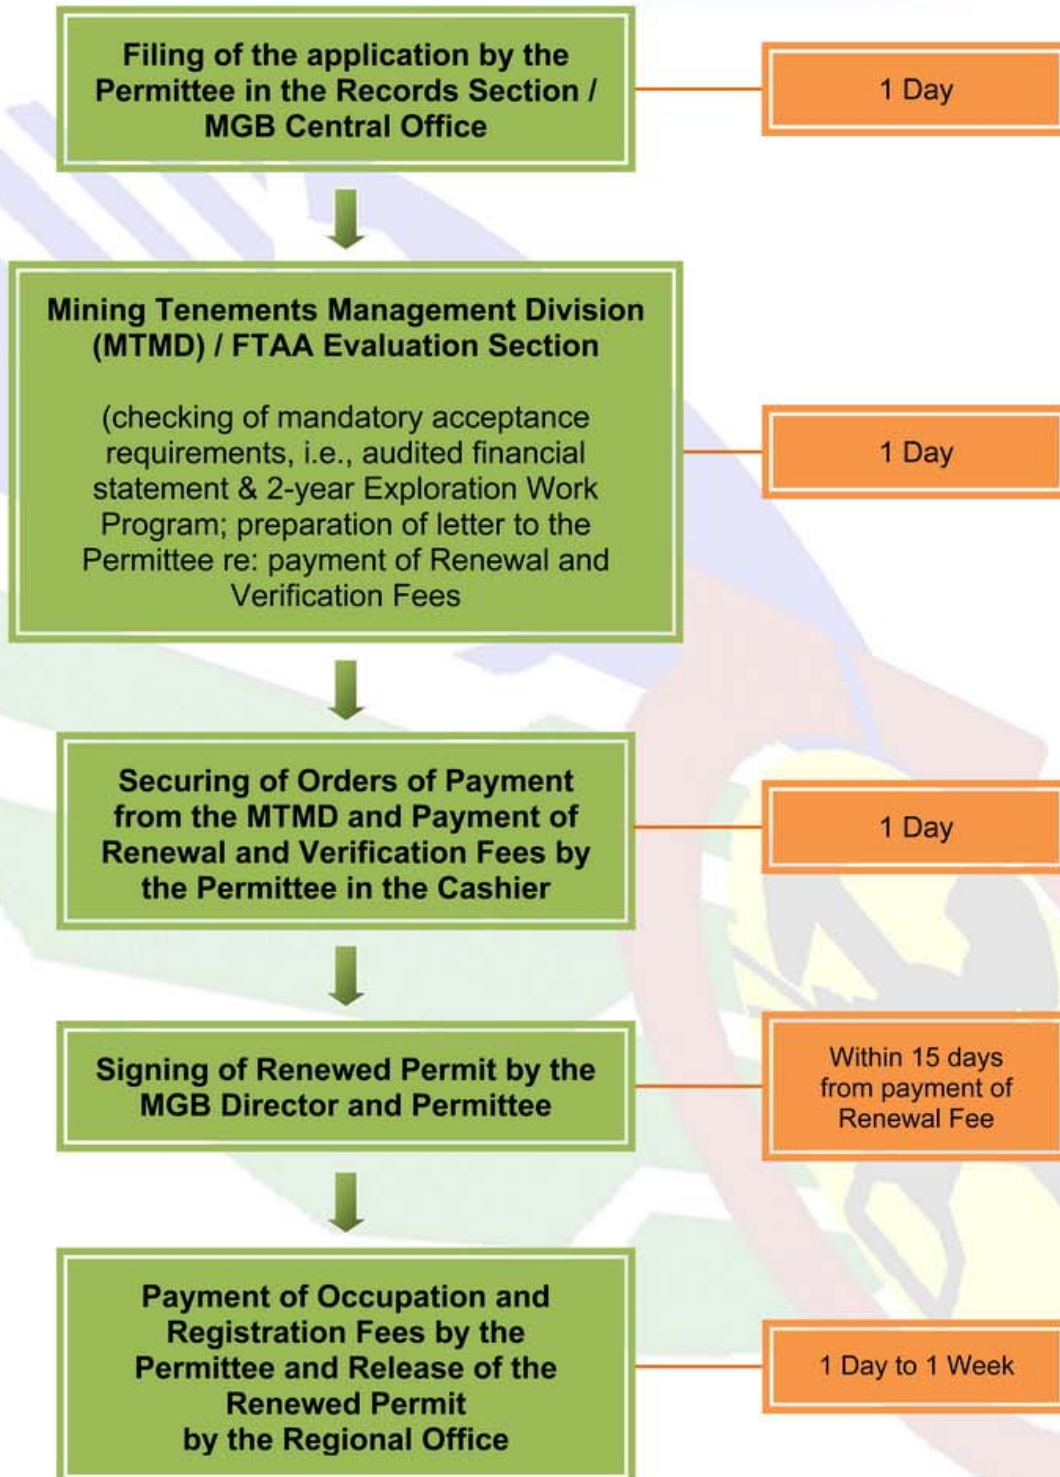 Filing of the application by the
Permittee in the Records Section /
MGB Central Office
1 Day
Mining Tenements Management Division
(MTMD) / FTAA Evaluation Section
(checking of mandatory acceptance
requirements, i.e., audited financial
statement & 2-year Exploration Work
Program; preparation of letter to the
Permittee re: payment of Renewal and
Verification Fees
1 Day
Securing of Orders of Payment
from the MTMD and Payment of
Renewal and Verification Fees by
the Permittee in the Cashier
1 Day
Signing of Renewed Permit by the
MGB Director and Permittee
Within 15 days
from payment of
Renewal Fee
Payment of Occupation and
Registration Fees by the
Permittee and Release of the
Renewed Permit
by the Regional Office
1 Day to 1 Week